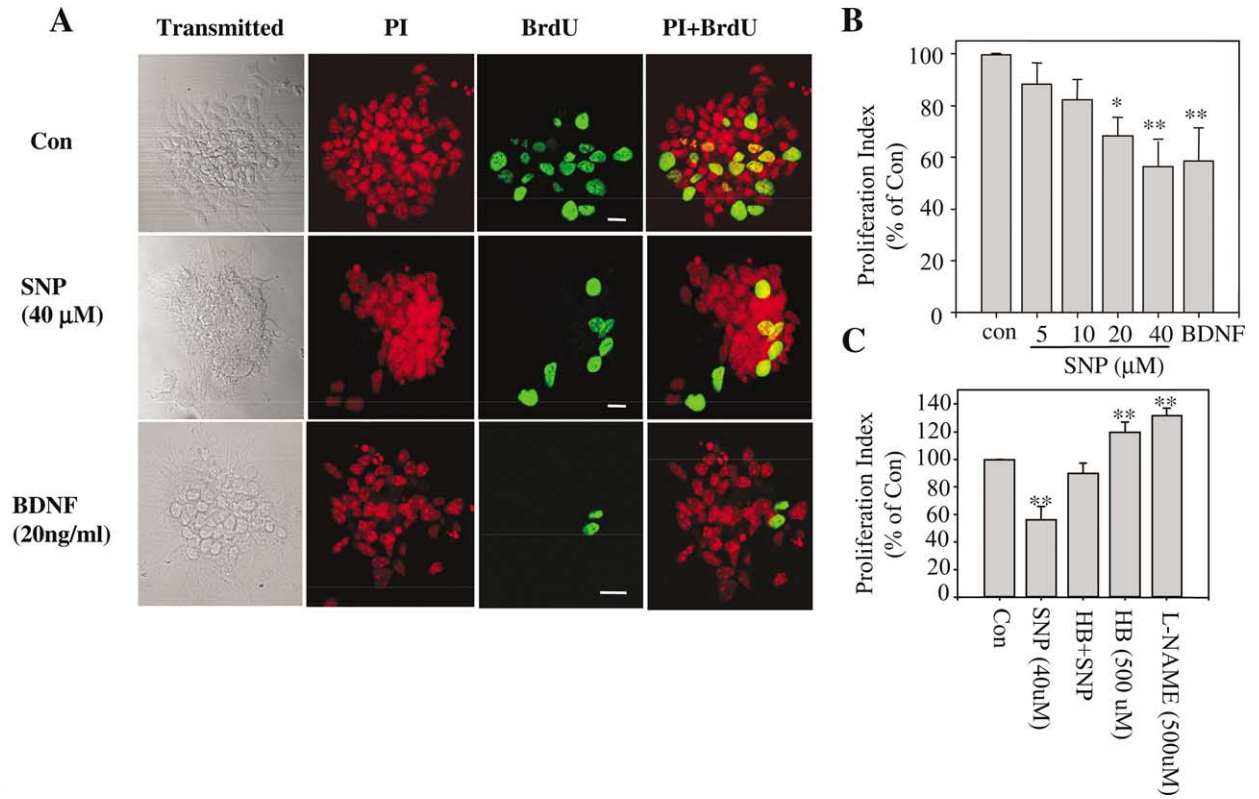 A
Transmitted PI BrdU PI+BrdU
Con
SNP
(40 μM)
BDNF
(20ng/ml)
B
Proliferation Index
(% of Con)
100
80
60
40
20
0
* ** **
con 5 10 20 40 BDNF
SNP (μM)
C
Proliferation Index
(% of Con)
140
120
100
80
60
40
20
0
** ** **
Con
SNP (40uM)
HB+SNP
HB (500 uM)
L-NAME (500uM)